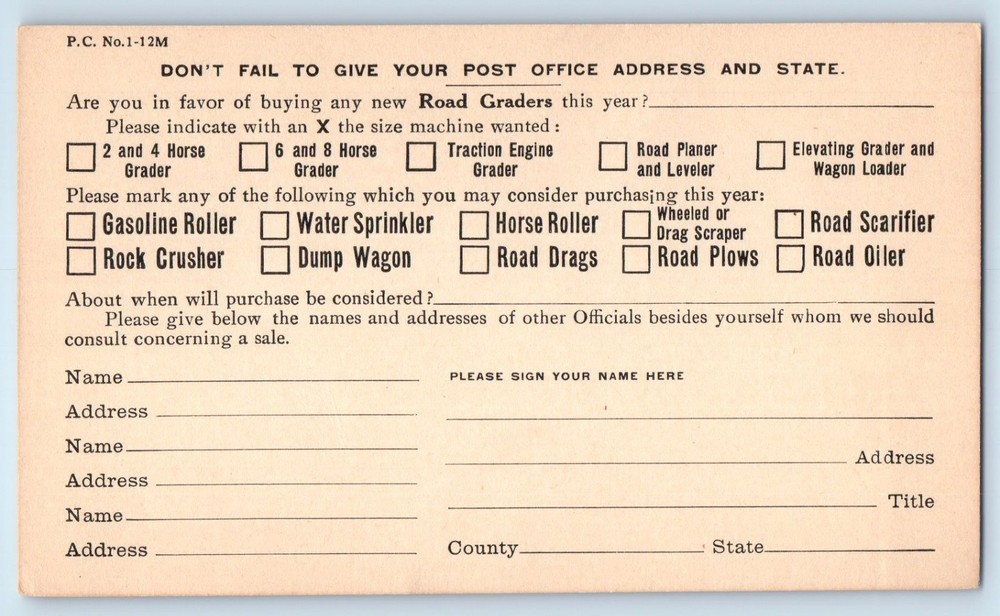 P.C. No.1-12M
DON'T FAIL TO GIVE YOUR POST OFFICE ADDRESS AND STATE.
Are you in favor of buying any new Road Graders this year?
Please indicate with an X the size machine wanted:
2 and 4 Horse Grader
6 and 8 Horse Grader
Traction Engine Grader
Road Planer and Leveler
Elevating Grader and Wagon Loader
Please mark any of the following which you may consider purchasing this year:
Gasoline Roller
Water Sprinkler
Horse Roller
Wheeled or Drag Scraper
Road Scarifier
Rock Crusher
Dump Wagon
Road Drags
Road Plows
Road Oiler
About when will purchase be considered?
Please give below the names and addresses of other Officials besides yourself whom we should
consult concerning a sale.
Name
Address
Name
Address
Name
Address
PLEASE SIGN YOUR NAME HERE
Address
Title
County State